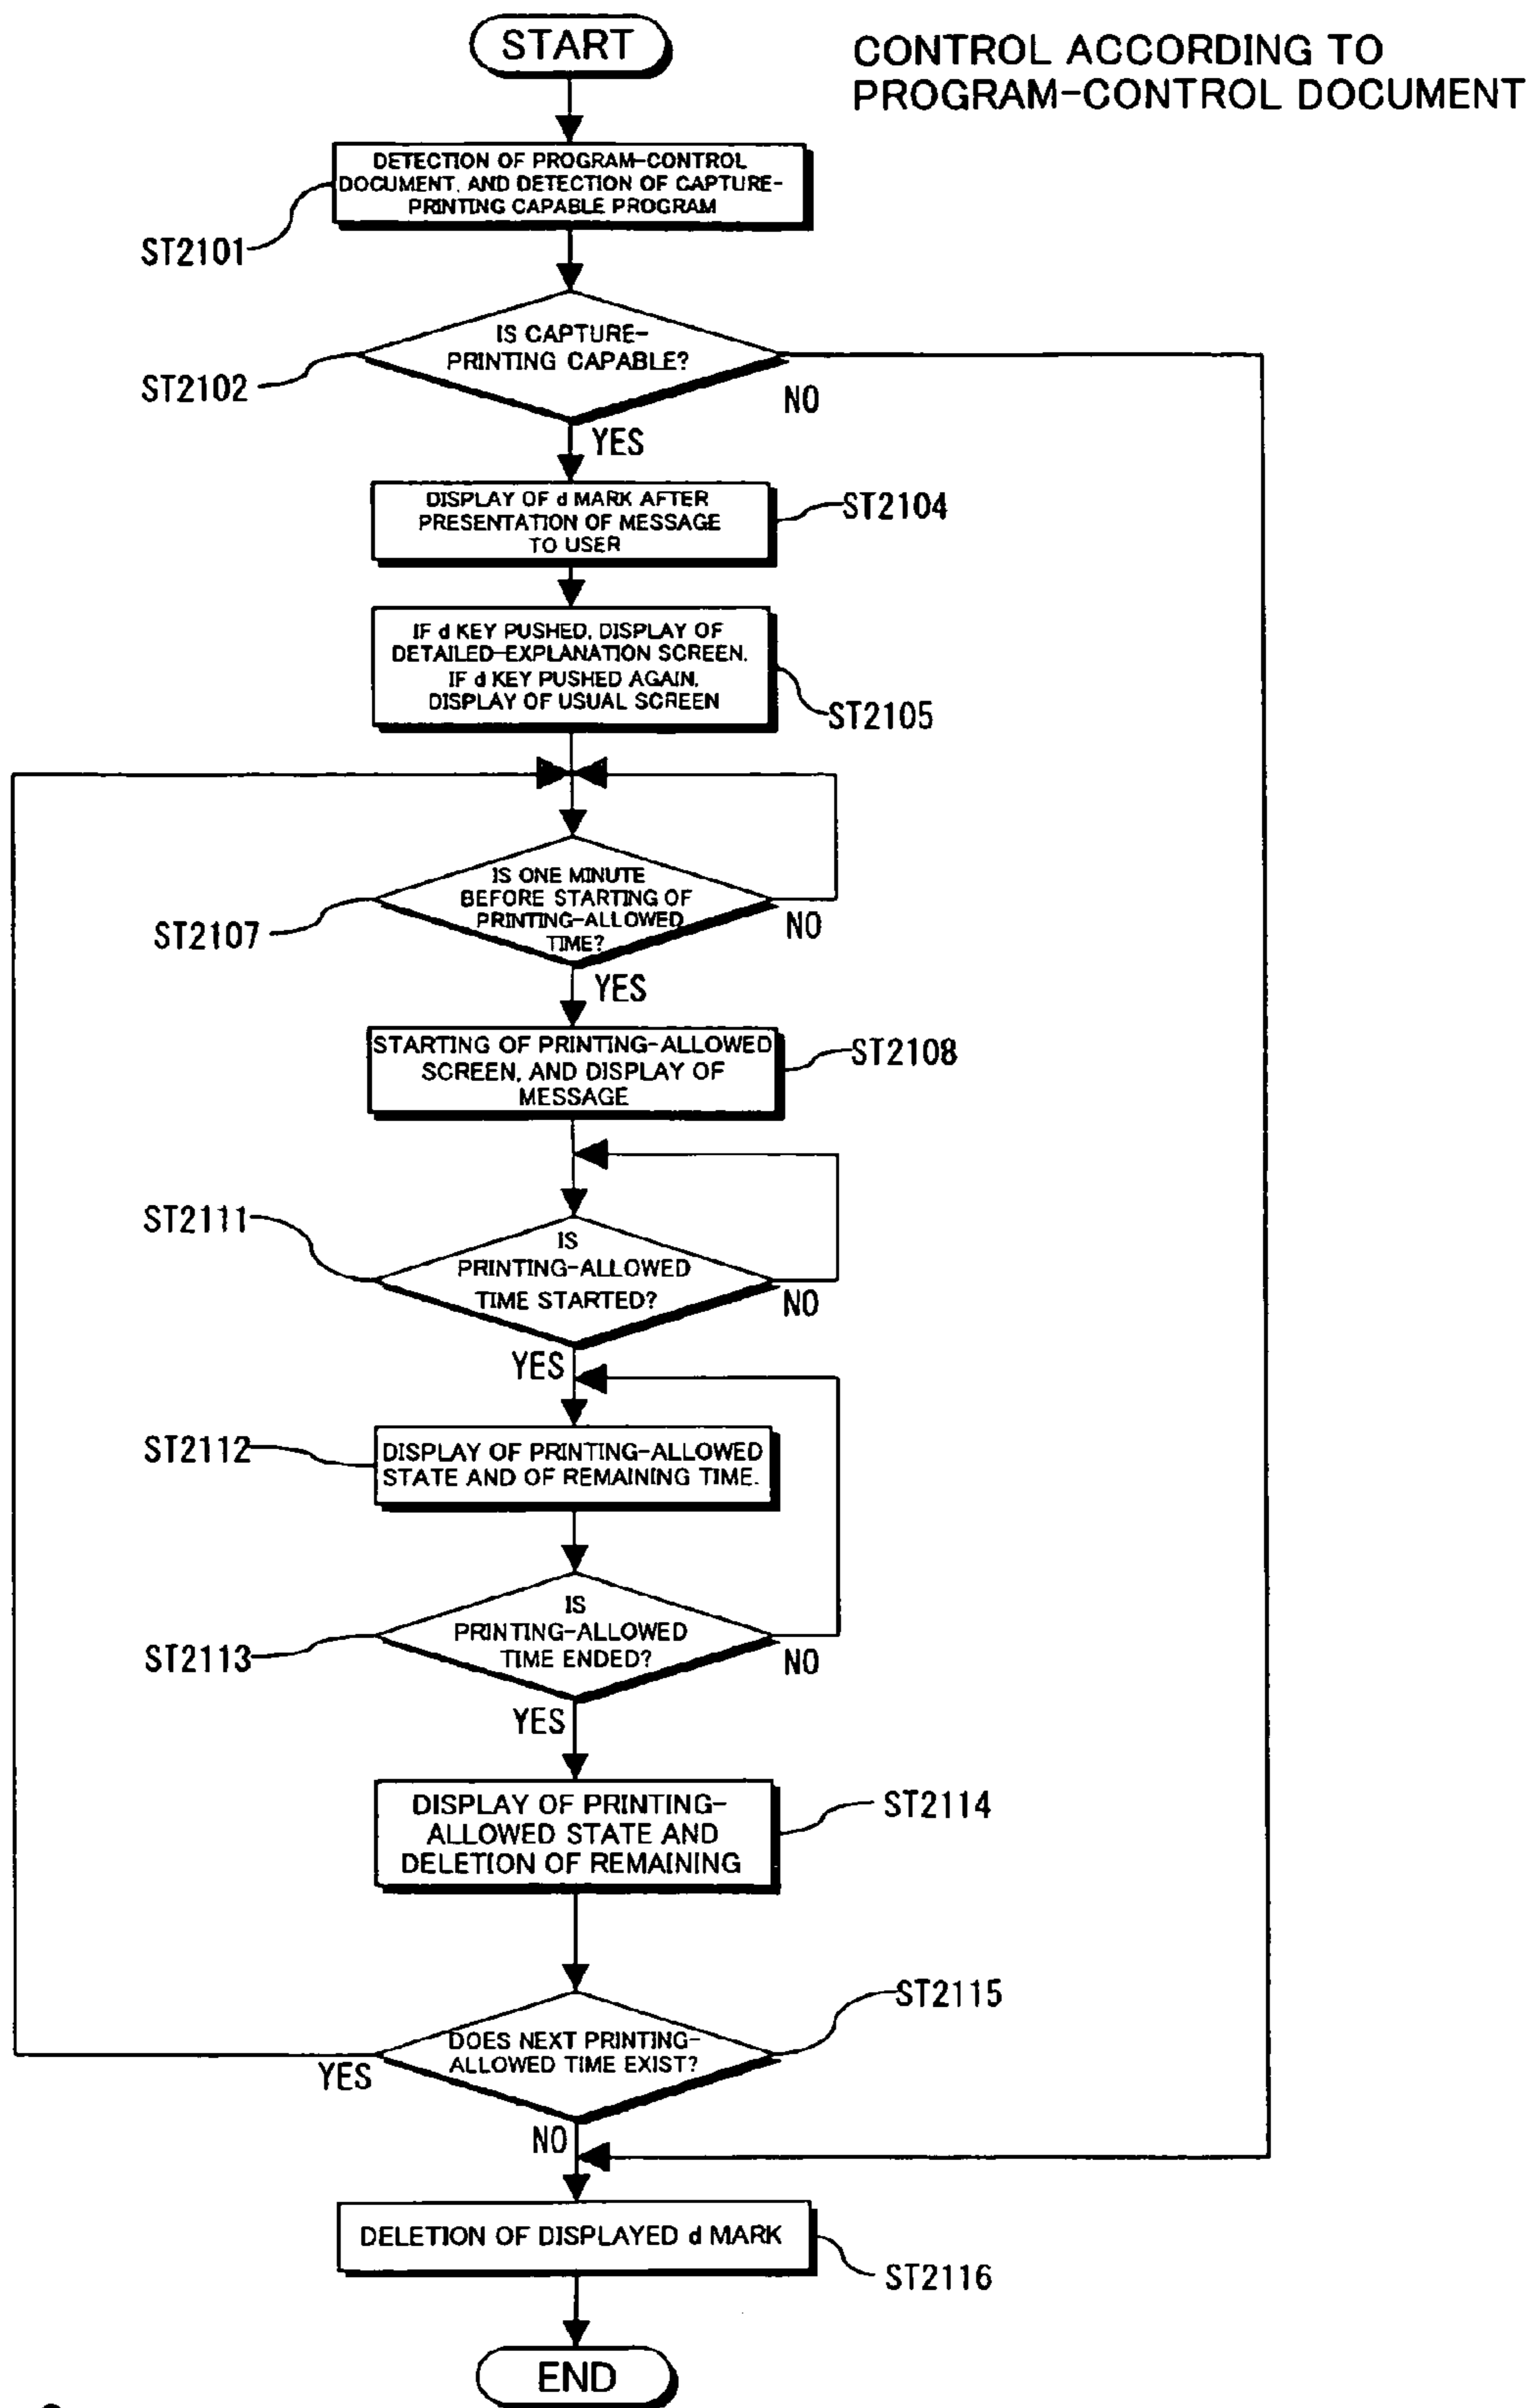 START
CONTROL ACCORDING TO
PROGRAM-CONTROL DOCUMENT
DETECTION OF PROGRAM-CONTROL
DOCUMENT, AND DETECTION OF CAPTURE-
PRINTING CAPABLE PROGRAM
ST2101
IS CAPTURE-
PRINTING CAPABLE?
ST2102
NO
YES
DISPLAY OF d MARK AFTER
PRESENTATION OF MESSAGE
TO USER
ST2104
IF d KEY PUSHED, DISPLAY OF
DETAILED-EXPLANATION SCREEN.
IF d KEY PUSHED AGAIN,
DISPLAY OF USUAL SCREEN
ST2105
IS ONE MINUTE
BEFORE STARTING OF
PRINTING-ALLOWED
TIME?
ST2107
NO
YES
STARTING OF PRINTING-ALLOWED
SCREEN, AND DISPLAY OF
MESSAGE
ST2108
ST2111
IS
PRINTING-ALLOWED
TIME STARTED?
NO
YES
ST2112
DISPLAY OF PRINTING-ALLOWED
STATE AND OF REMAINING TIME.
IS
PRINTING-ALLOWED
TIME ENDED?
ST2113
NO
YES
DISPLAY OF PRINTING-
ALLOWED STATE AND
DELETION OF REMAINING
ST2114
ST2115
DOES NEXT PRINTING-
ALLOWED TIME EXIST?
YES
NO
DELETION OF DISPLAYED d MARK
ST2116
END